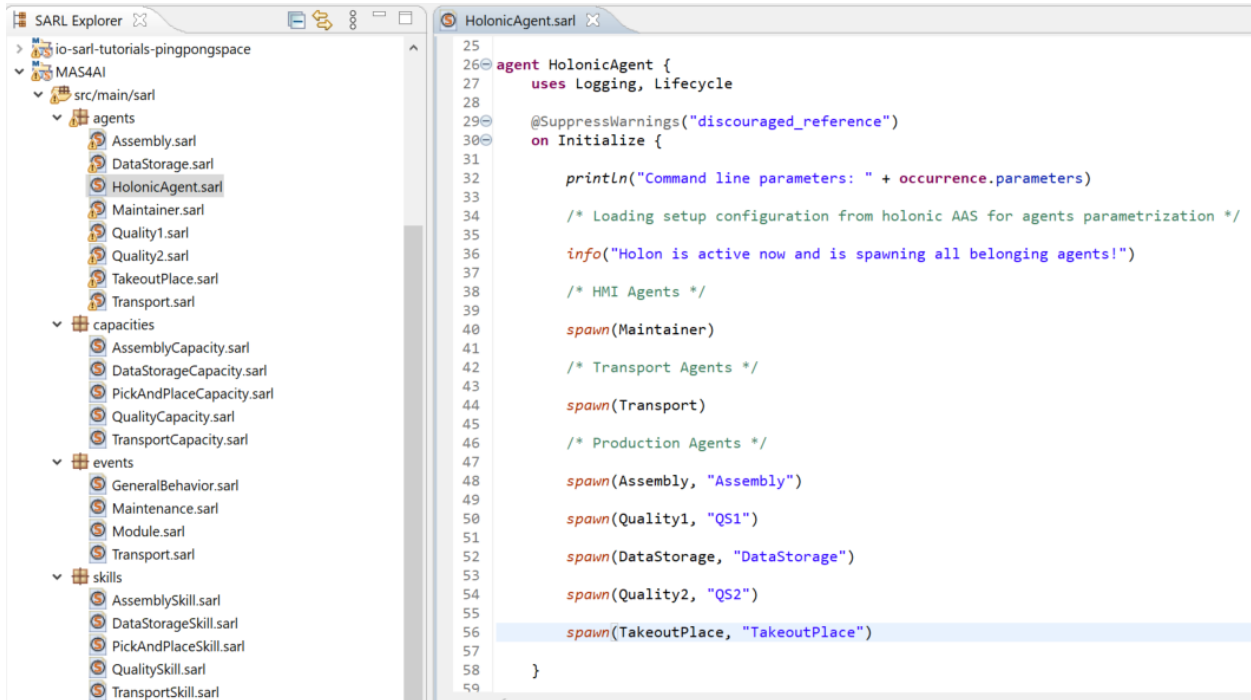 SARL Explorer
io-sarl-tutorials-pingpongspace
MAS4AI
src/main/sarl
agents
Assembly.sarl
DataStorage.sarl
HolonicAgent.sarl
Maintainer.sarl
Quality1.sarl
Quality2.sarl
TakeoutPlace.sarl
Transport.sarl
capacities
AssemblyCapacity.sarl
DataStorageCapacity.sarl
PickAndPlaceCapacity.sarl
QualityCapacity.sarl
TransportCapacity.sarl
events
GeneralBehavior.sarl
Maintenance.sarl
Module.sarl
Transport.sarl
skills
AssemblySkill.sarl
DataStorageSkill.sarl
PickAndPlaceSkill.sarl
QualitySkill.sarl
TransportSkill.sarl
HolonicAgent.sarl
25
26 agent HolonicAgent {
27 uses Logging, Lifecycle
28
29 @SuppressWarnings("discouraged_reference")
30 on Initialize {
31
32 println("Command line parameters: " + occurrence.parameters)
33
34 /* Loading setup configuration from holonic AAS for agents parametrization */
35
36 info("Holon is active now and is spawning all belonging agents!")
37
38 /* HMI Agents */
39
40 spawn(Maintainer)
41
42 /* Transport Agents */
43
44 spawn(Transport)
45
46 /* Production Agents */
47
48 spawn(Assembly, "Assembly")
49
50 spawn(Quality1, "QS1")
51
52 spawn(DataStorage, "DataStorage")
53
54 spawn(Quality2, "QS2")
55
56 spawn(TakeoutPlace, "TakeoutPlace")
57
58 }
59